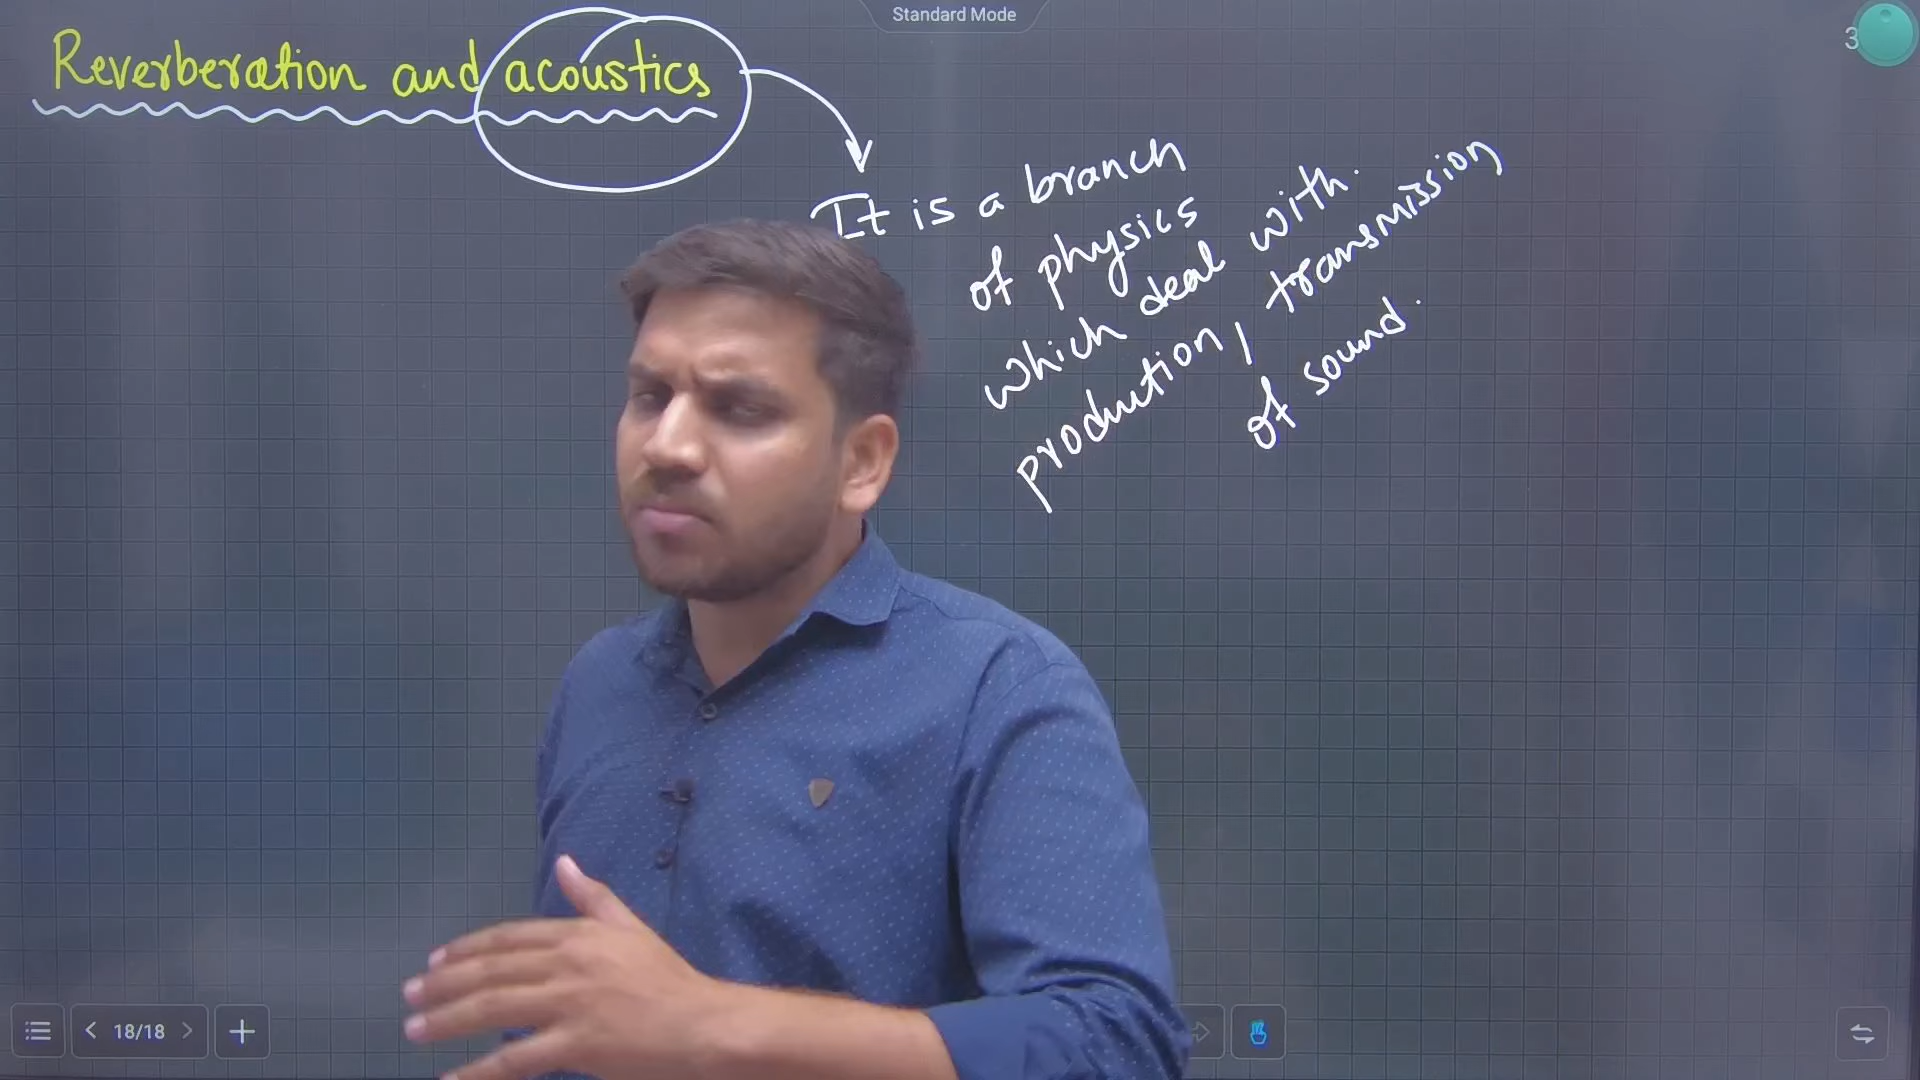 Standard Mode
3
Reverberation and acoustics
It is a branch
of physics
which deal with.
production, transmission
of sound.
18/18